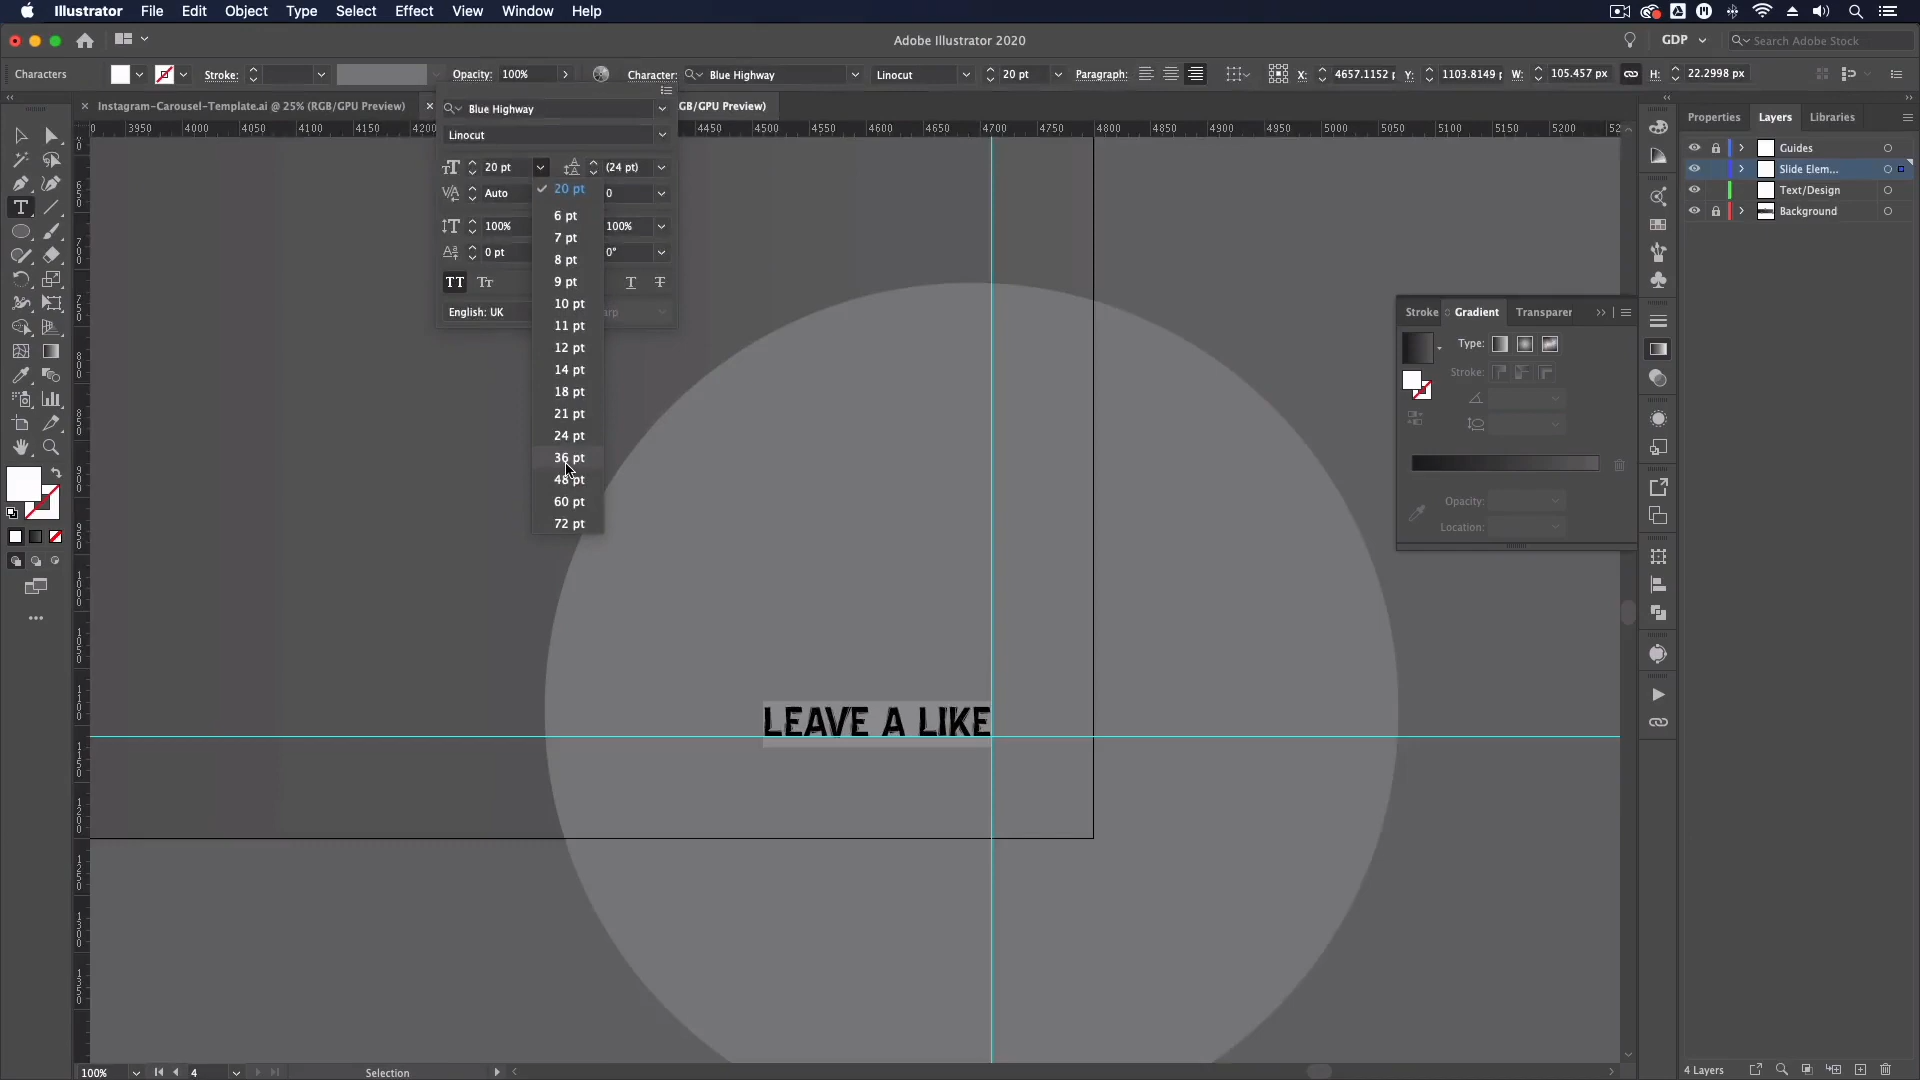 Illustrator File Edit Object Type Select Effect View Window Help
Adobe Illustrator 2020
GDP
Search Adobe Stock
Characters Stroke: Opacity: 100% Character: Blue Highway Linocut 20 pt Paragraph: X: 4657.1152 Y: 1103.8149 W: 105.457 px H: 22.2998 px
Instagram-Carousel-Template.ai @ 25% (RGB/GPU Preview)
GB/GPU Preview)
3950 4000 4050 4100 4150 4200 4450 4500 4550 4600 4650 4700 4750 4800 4850 4900 4950 5000 5050 5100 5150 5200
Blue Highway
Linocut
20 pt (24 pt)
Auto 0
100% 100%
0 pt 0°
TT Tr T T
English: UK arp
20 pt
6 pt
7 pt
8 pt
9 pt
10 pt
11 pt
12 pt
14 pt
18 pt
21 pt
24 pt
36 pt
48 pt
60 pt
72 pt
LEAVE A LIKE
Stroke Gradient Transparer
Type:
Stroke:
Opacity:
Location:
Properties Layers Libraries
Guides
Slide Elem...
Text/Design
Background
100% 4 Selection
4 Layers